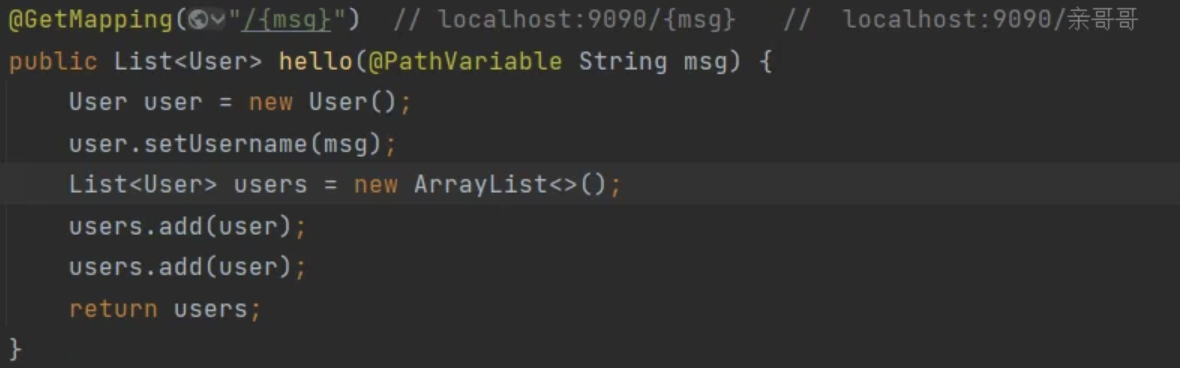 @GetMapping("/{msg}")  // localhost:9090/{msg}   //  localhost:9090/亲哥哥
public List<User> hello(@PathVariable String msg) {
    User user = new User();
    user.setUsername(msg);
    List<User> users = new ArrayList<>();
    users.add(user);
    users.add(user);
    return users;
}